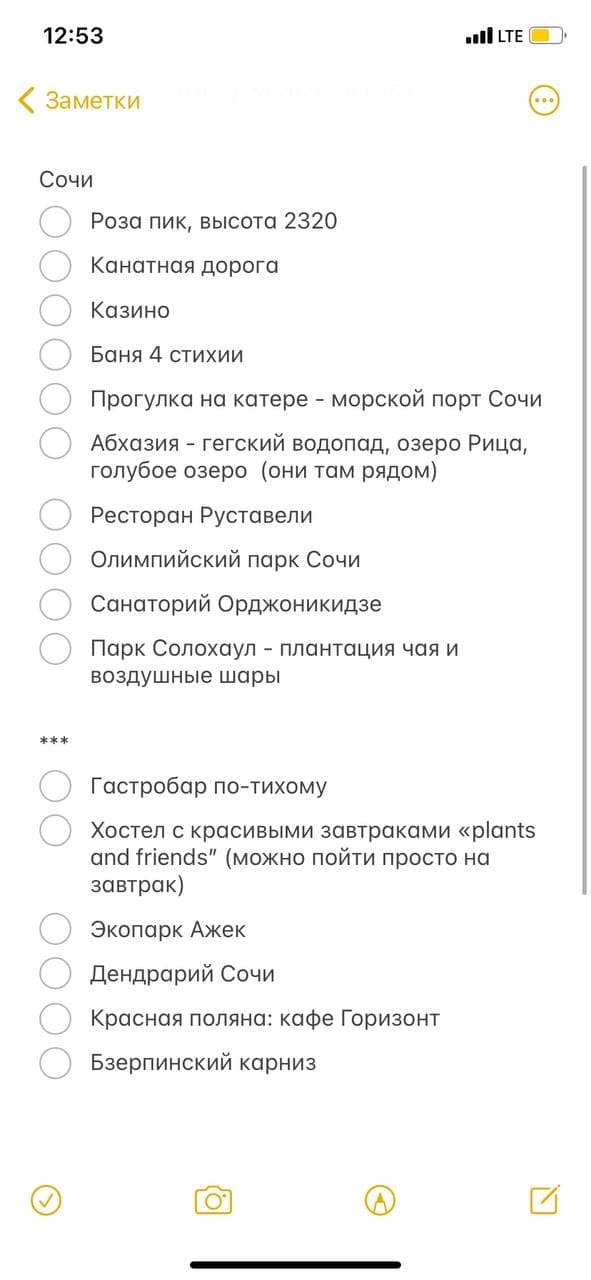 12:53
LTE
Заметки
Сочи
Роза пик, высота 2320
Канатная дорога
Казино
Баня 4 стихии
Прогулка на катере - морской порт Сочи
Абхазия - гегский водопад, озеро Рица,
голубое озеро  (они там рядом)
Ресторан Руставели
Олимпийский парк Сочи
Санаторий Орджоникидзе
Парк Солохаул - плантация чая и
воздушные шары
***
Гастробар по-тихому
Хостел с красивыми завтраками «plants
and friends” (можно пойти просто на
завтрак)
Экопарк Ажек
Дендрарий Сочи
Красная поляна: кафе Горизонт
Бзерпинский карниз